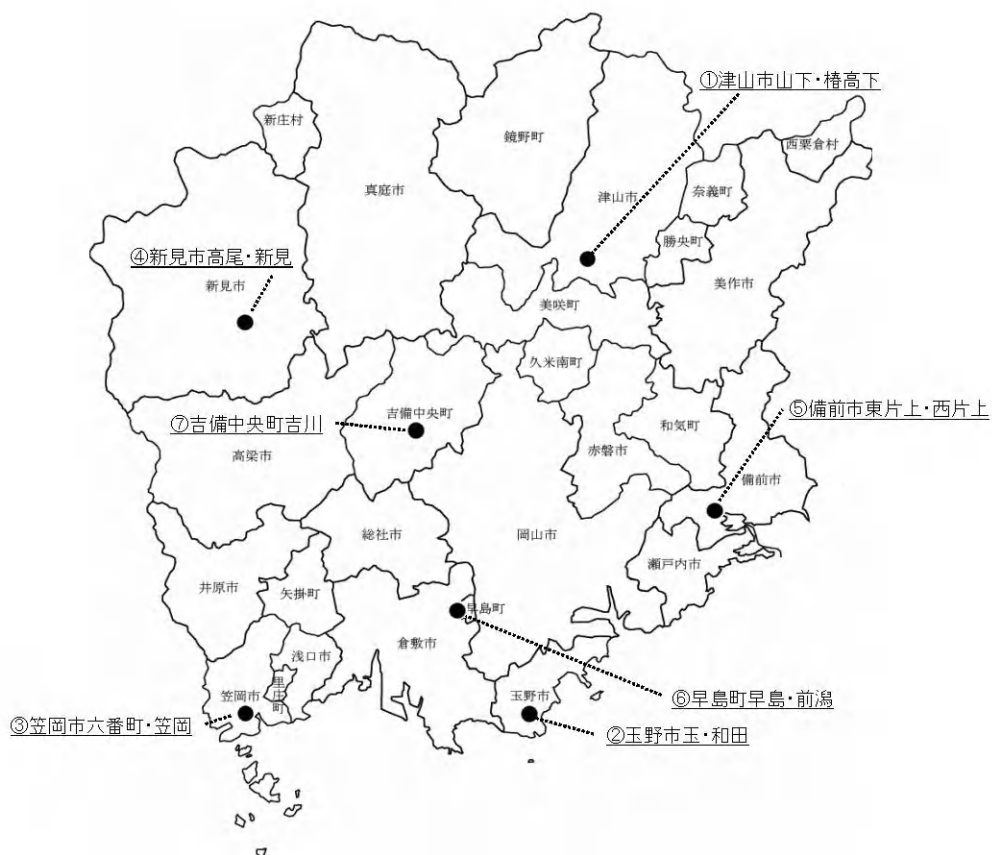 ①津山市山下・椿高下
新庄村
鏡野町
西粟倉村
真庭市
津山市
奈義町
勝央町
④新見市高尾・新見
新見市
美作市
美咲町
久米南町
⑤備前市東片上・西片上
吉備中央町
⑦吉備中央町吉川
和気町
赤磐市
高梁市
備前市
総社市
岡山市
瀬戸内市
井原市
矢掛町
早島町
倉敷市
浅口市
里庄町
笠岡市
玉野市
⑥早島町早島・前潟
③笠岡市六番町・笠岡
②玉野市玉・和田